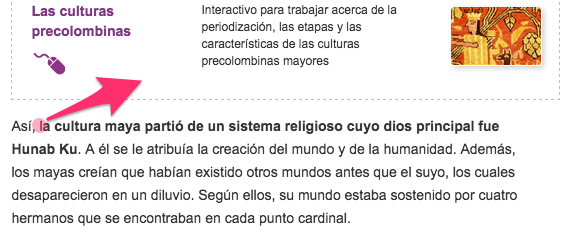 Las culturas
precolombinas
Interactivo para trabajar acerca de la
periodización, las etapas y las
características de las culturas
precolombinas mayores
Así, la cultura maya partió de un sistema religioso cuyo dios principal fue
Hunab Ku. A él se le atribuía la creación del mundo y de la humanidad. Además,
los mayas creían que habían existido otros mundos antes que el suyo, los cuales
desaparecieron en un diluvio. Según ellos, su mundo estaba sostenido por cuatro
hermanos que se encontraban en cada punto cardinal.